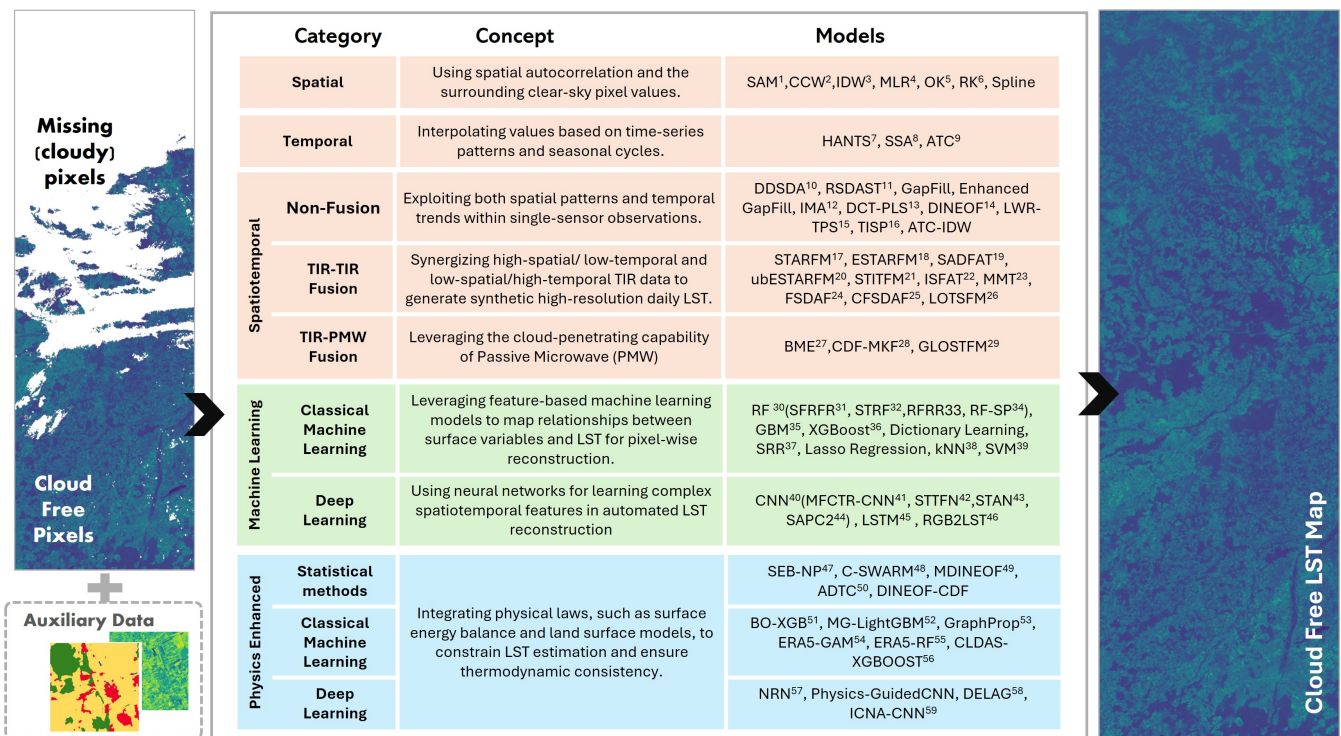 Missing
(cloudy)
pixels
Cloud
Free
Pixels
Auxiliary Data
Category
Concept
Models
Spatial
Using spatial autocorrelation and the
surrounding clear-sky pixel values.
SAM¹,CCW²,IDW³, MLR⁴, OK⁵, RK⁶, Spline
Temporal
Interpolating values based on time-series
patterns and seasonal cycles.
HANTS⁷, SSA⁸, ATC⁹
Spatiotemporal
Non-Fusion
Exploiting both spatial patterns and temporal
trends within single-sensor observations.
DDSDA¹⁰, RSDAST¹¹, GapFill, Enhanced
GapFill, IMA¹², DCT-PLS¹³, DINEOF¹⁴, LWR-
TPS¹⁵, TISP¹⁶, ATC-IDW
TIR-TIR
Fusion
Synergizing high-spatial/ low-temporal and
low-spatial/high-temporal TIR data to
generate synthetic high-resolution daily LST.
STARFM¹⁷, ESTARFM¹⁸, SADFAT¹⁹,
ubESTARFM²⁰, STITFM²¹, ISFAT²², MMT²³,
FSDAF²⁴, CFSDAF²⁵, LOTSFM²⁶
TIR-PMW
Fusion
Leveraging the cloud-penetrating capability
of Passive Microwave (PMW)
BME²⁷,CDF-MKF²⁸, GLOSTFM²⁹
Machine Learning
Classical
Machine
Learning
Leveraging feature-based machine learning
models to map relationships between
surface variables and LST for pixel-wise
reconstruction.
RF ³⁰(SFRFR³¹, STRF³²,RFRR33, RF-SP³⁴),
GBM³⁵, XGBoost³⁶, Dictionary Learning,
SRR³⁷, Lasso Regression, kNN³⁸, SVM³⁹
Deep
Learning
Using neural networks for learning complex
spatiotemporal features in automated LST
reconstruction
CNN⁴⁰(MFCTR-CNN⁴¹, STTFN⁴²,STAN⁴³,
SAPC2⁴⁴) , LSTM⁴⁵ , RGB2LST⁴⁶
Physics Enhanced
Statistical
methods
Integrating physical laws, such as surface
energy balance and land surface models, to
constrain LST estimation and ensure
thermodynamic consistency.
SEB-NP⁴⁷, C-SWARM⁴⁸, MDINEOF⁴⁹,
ADTC⁵⁰, DINEOF-CDF
Classical
Machine
Learning
BO-XGB⁵¹, MG-LightGBM⁵², GraphProp⁵³,
ERA5-GAM⁵⁴, ERA5-RF⁵⁵, CLDAS-
XGBOOST⁵⁶
Deep
Learning
NRN⁵⁷, Physics-GuidedCNN, DELAG⁵⁸,
ICNA-CNN⁵⁹
Cloud Free LST Map